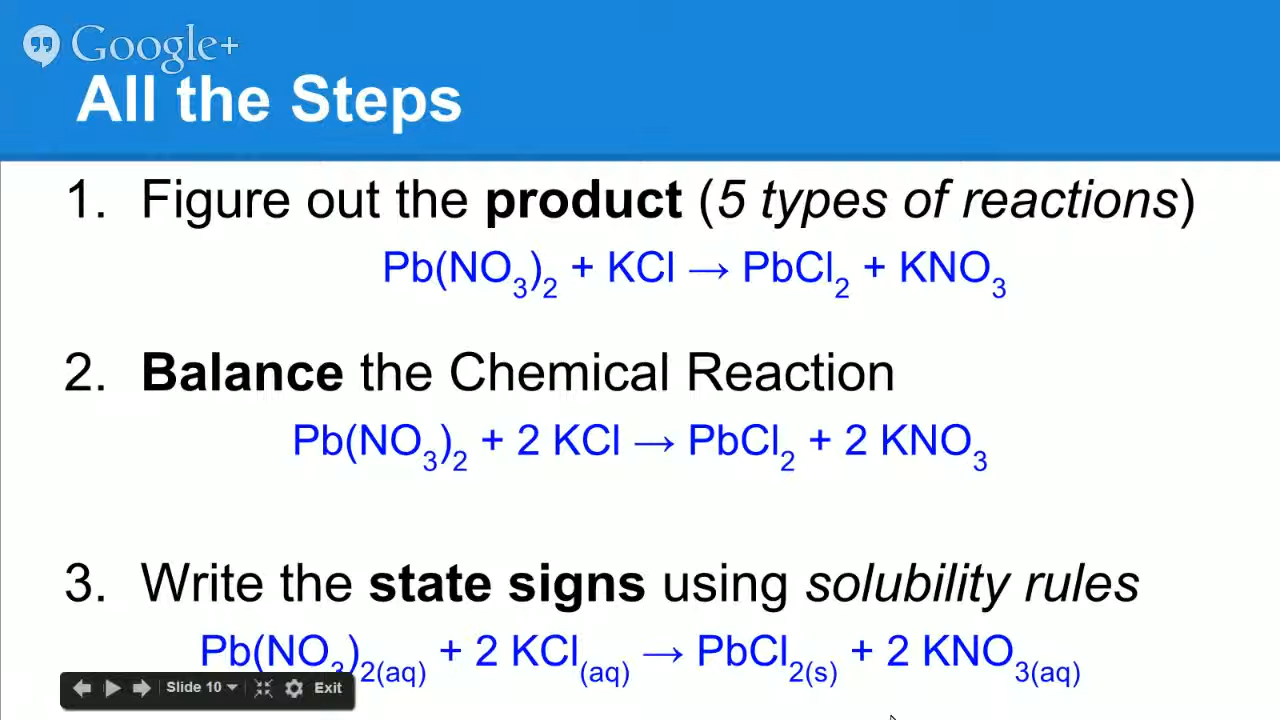 Google+
All the Steps
1. Figure out the product (5 types of reactions)
Pb(NO₃)₂ + KCl → PbCl₂ + KNO₃
2. Balance the Chemical Reaction
Pb(NO₃)₂ + 2 KCl → PbCl₂ + 2 KNO₃
3. Write the state signs using solubility rules
Pb(NO₃)₂(aq) + 2 KCl(aq) → PbCl₂(s) + 2 KNO₃(aq)
Slide 10 Exit